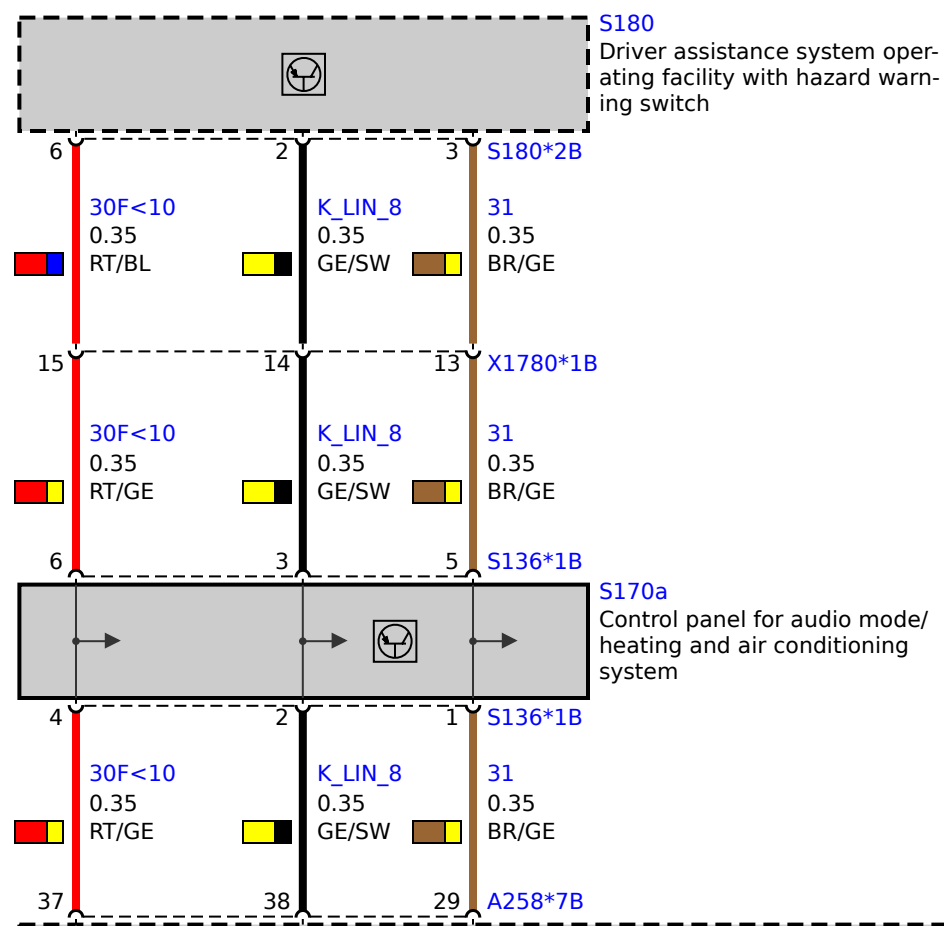 S180
Driver assistance system oper-
ating facility with hazard warn-
ing switch
6 2 3 S180*2B
30F<10 K_LIN_8 31
0.35 0.35 0.35
RT/BL GE/SW BR/GE
15 14 13 X1780*1B
30F<10 K_LIN_8 31
0.35 0.35 0.35
RT/GE GE/SW BR/GE
6 3 5 S136*1B
S170a
Control panel for audio mode/
heating and air conditioning
system
4 2 1 S136*1B
30F<10 K_LIN_8 31
0.35 0.35 0.35
RT/GE GE/SW BR/GE
37 38 29 A258*7B